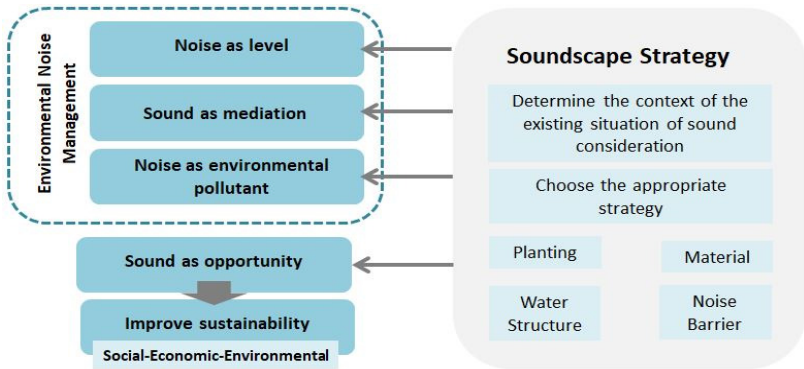 Environmental Noise
Management
Noise as level
Sound as mediation
Noise as environmental
pollutant
Sound as opportunity
Improve sustainability
Social-Economic-Environmental
Soundscape Strategy
Determine the context of the
existing situation of sound
consideration
Choose the appropriate
strategy
Planting
Material
Water
Structure
Noise
Barrier